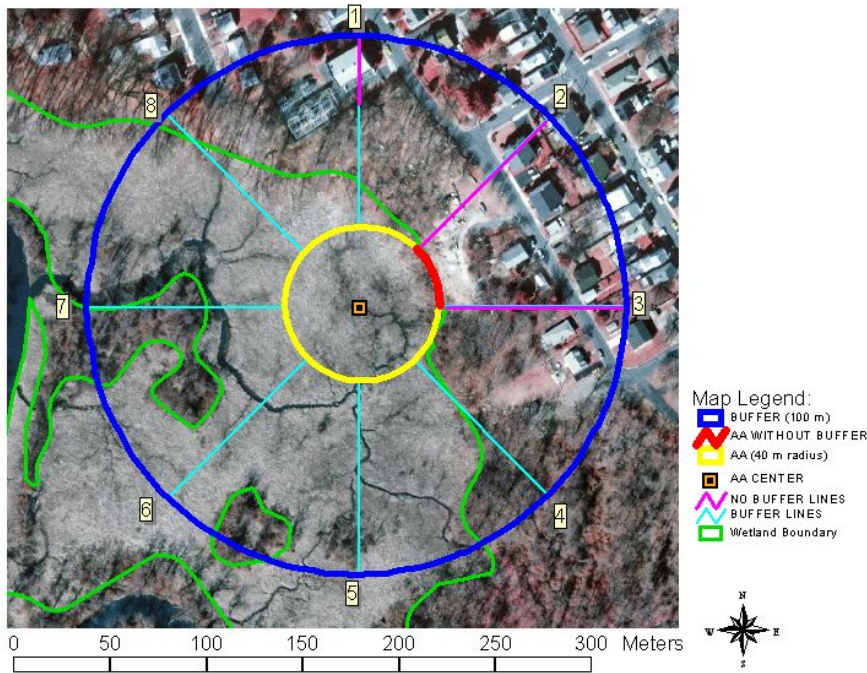 1
2
8
3
7
6
4
5
Map Legend:
BUFFER (100 m)
AA WITHOUT BUFFER
AA (40 m radius)
AA CENTER
NO BUFFER LINES
BUFFER LINES
Wetland Boundary
N
W E
S
0 50 100 150 200 250 300 Meters